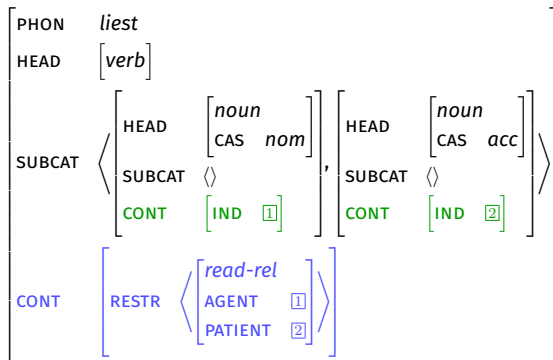 PHON liest
HEAD [verb]
SUBCAT ⟨[HEAD [noun CAS nom] SUBCAT ⟨⟩ CONT [IND 1]], [HEAD [noun CAS acc] SUBCAT ⟨⟩ CONT [IND 2]]⟩
CONT [RESTR ⟨[read-rel AGENT 1 PATIENT 2]⟩]